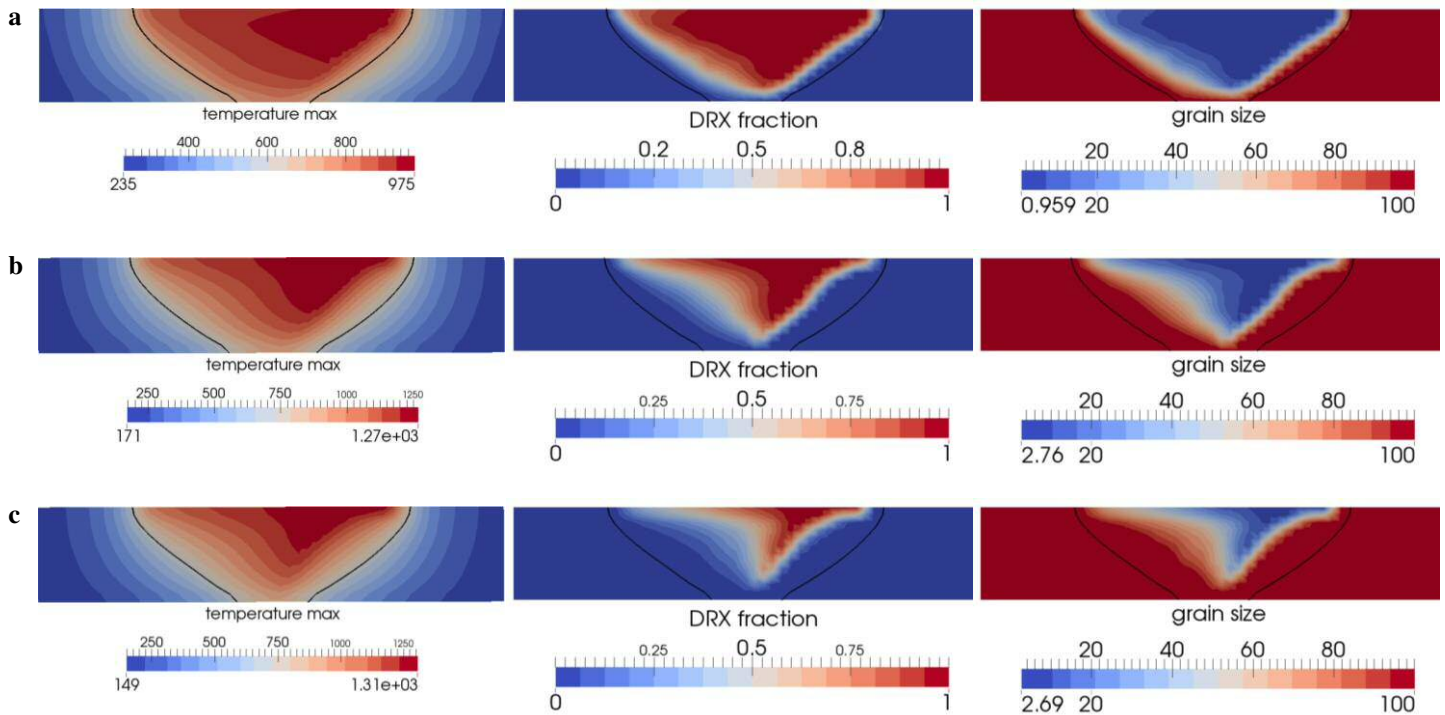 a
temperature max
400 600 800
235 975
DRX fraction
0.2 0.5 0.8
0 1
grain size
20 40 60 80
0.959 20 100
b
temperature max
250 500 750 1000 1250
171 1.27e+03
DRX fraction
0.25 0.5 0.75
0 1
grain size
20 40 60 80
2.76 20 100
c
temperature max
250 500 750 1000 1250
149 1.31e+03
DRX fraction
0.25 0.5 0.75
0 1
grain size
20 40 60 80
2.69 20 100